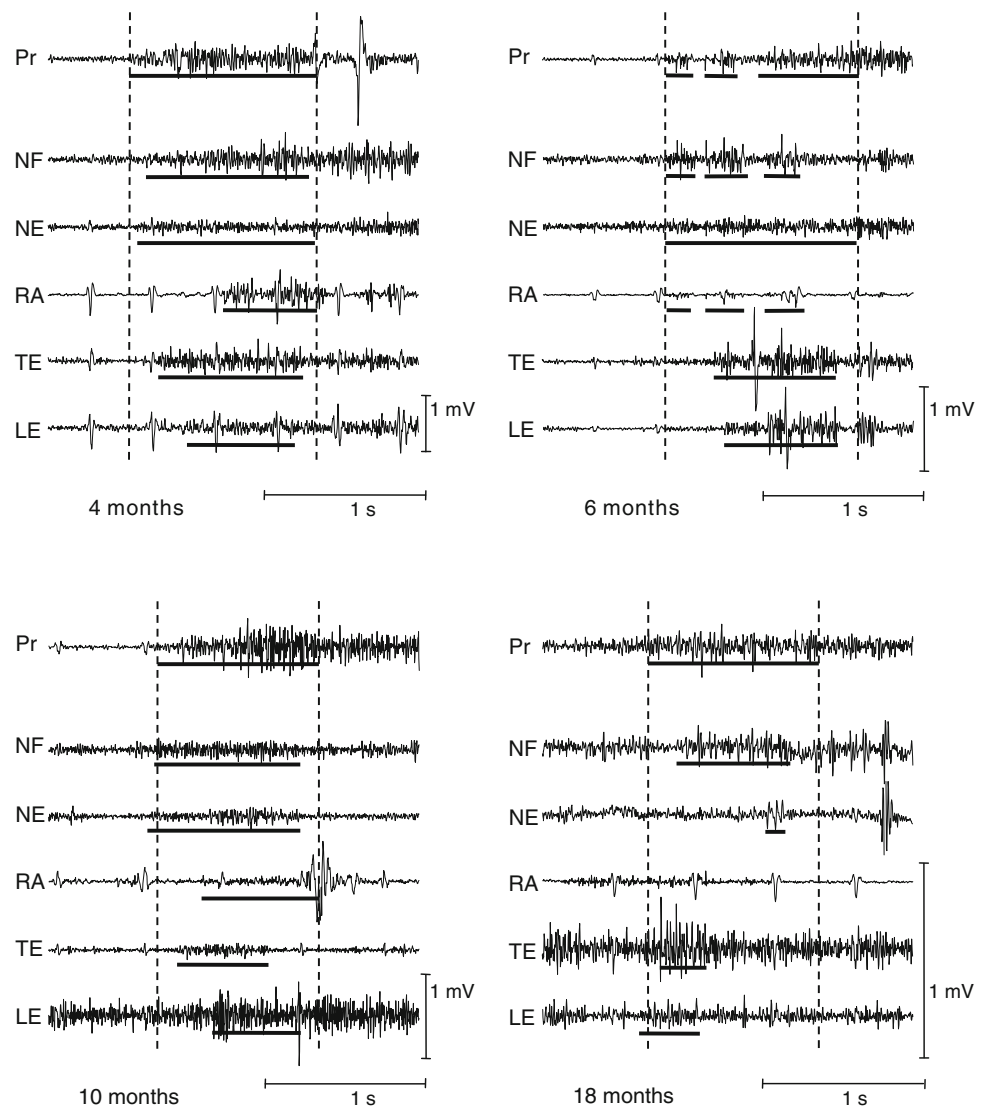 Pr
NF
NE
RA
TE
LE
1 mV
4 months
1 s
Pr
NF
NE
RA
TE
LE
1 mV
6 months
1 s
Pr
NF
NE
RA
TE
LE
1 mV
10 months
1 s
Pr
NF
NE
RA
TE
LE
1 mV
18 months
1 s